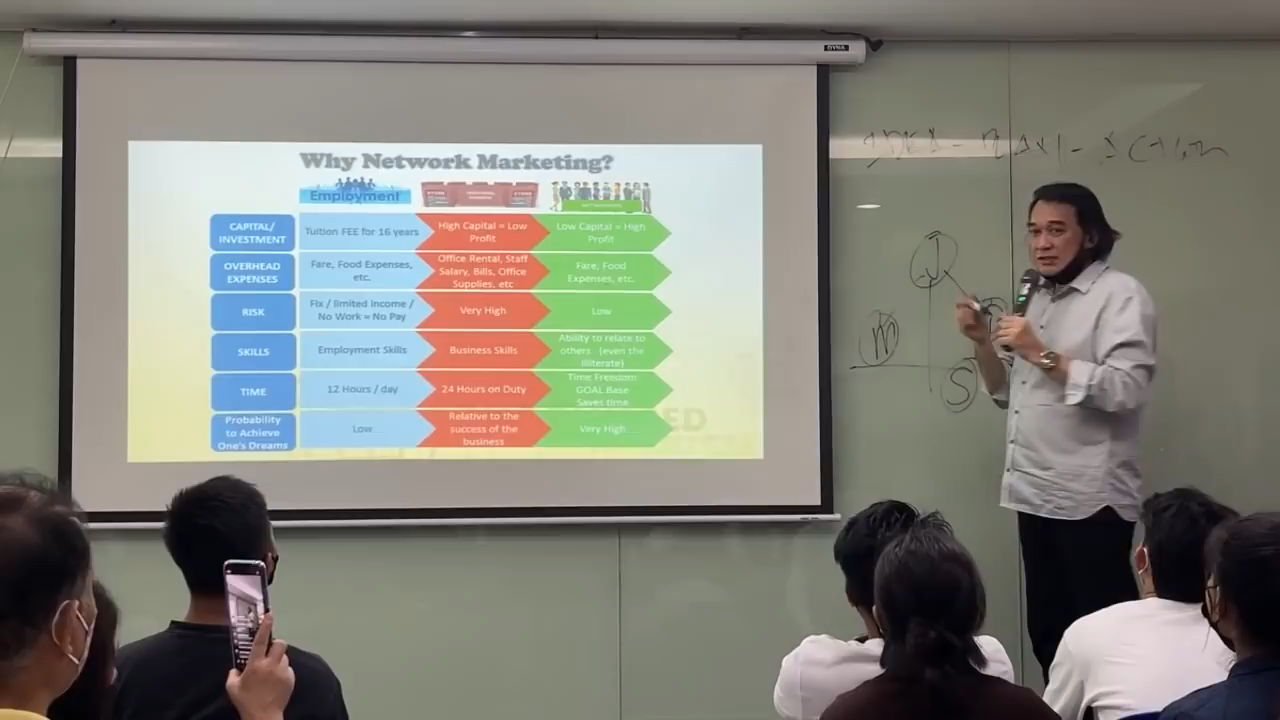 DYNA
Why Network Marketing?
Employment
CAPITAL/
INVESTMENT
Tuition FEE for 16 years
High Capital = Low
Profit
Low Capital = High
Profit
OVERHEAD
EXPENSES
Fare, Food Expenses,
etc.
Office Rental, Staff
Salary, Bills, Office
Supplies, etc
Fare, Food
Expenses, etc.
RISK
Fix / limited income /
No Work = No Pay
Very High
Low
SKILLS
Employment Skills
Business Skills
Ability to relate to
others (even the
illiterate)
TIME
12 Hours / day
24 Hours on Duty
Time Freedom
GOAL Base
Saves time
Probability
to Achieve
One's Dreams
Low
Relative to the
success of the
business
Very High
J
M
S